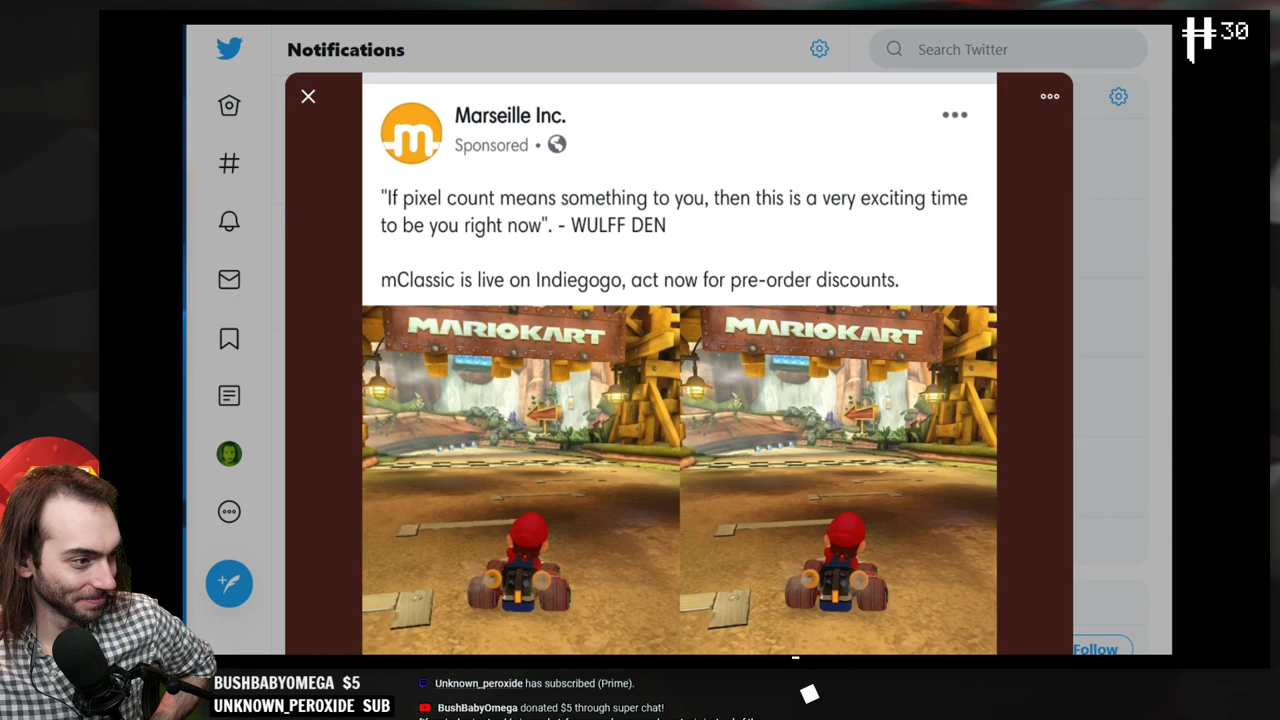 30
Notifications
Search Twitter
m
Marseille Inc.
Sponsored •
"If pixel count means something to you, then this is a very exciting time
to be you right now". - WULFF DEN
mClassic is live on Indiegogo, act now for pre-order discounts.
MARIOKART
MARIOKART
Follow
BUSHBABYOMEGA $5
UNKNOWN_PEROXIDE SUB
Unknown_peroxide has subscribed (Prime).
BushBabyOmega donated $5 through super chat!